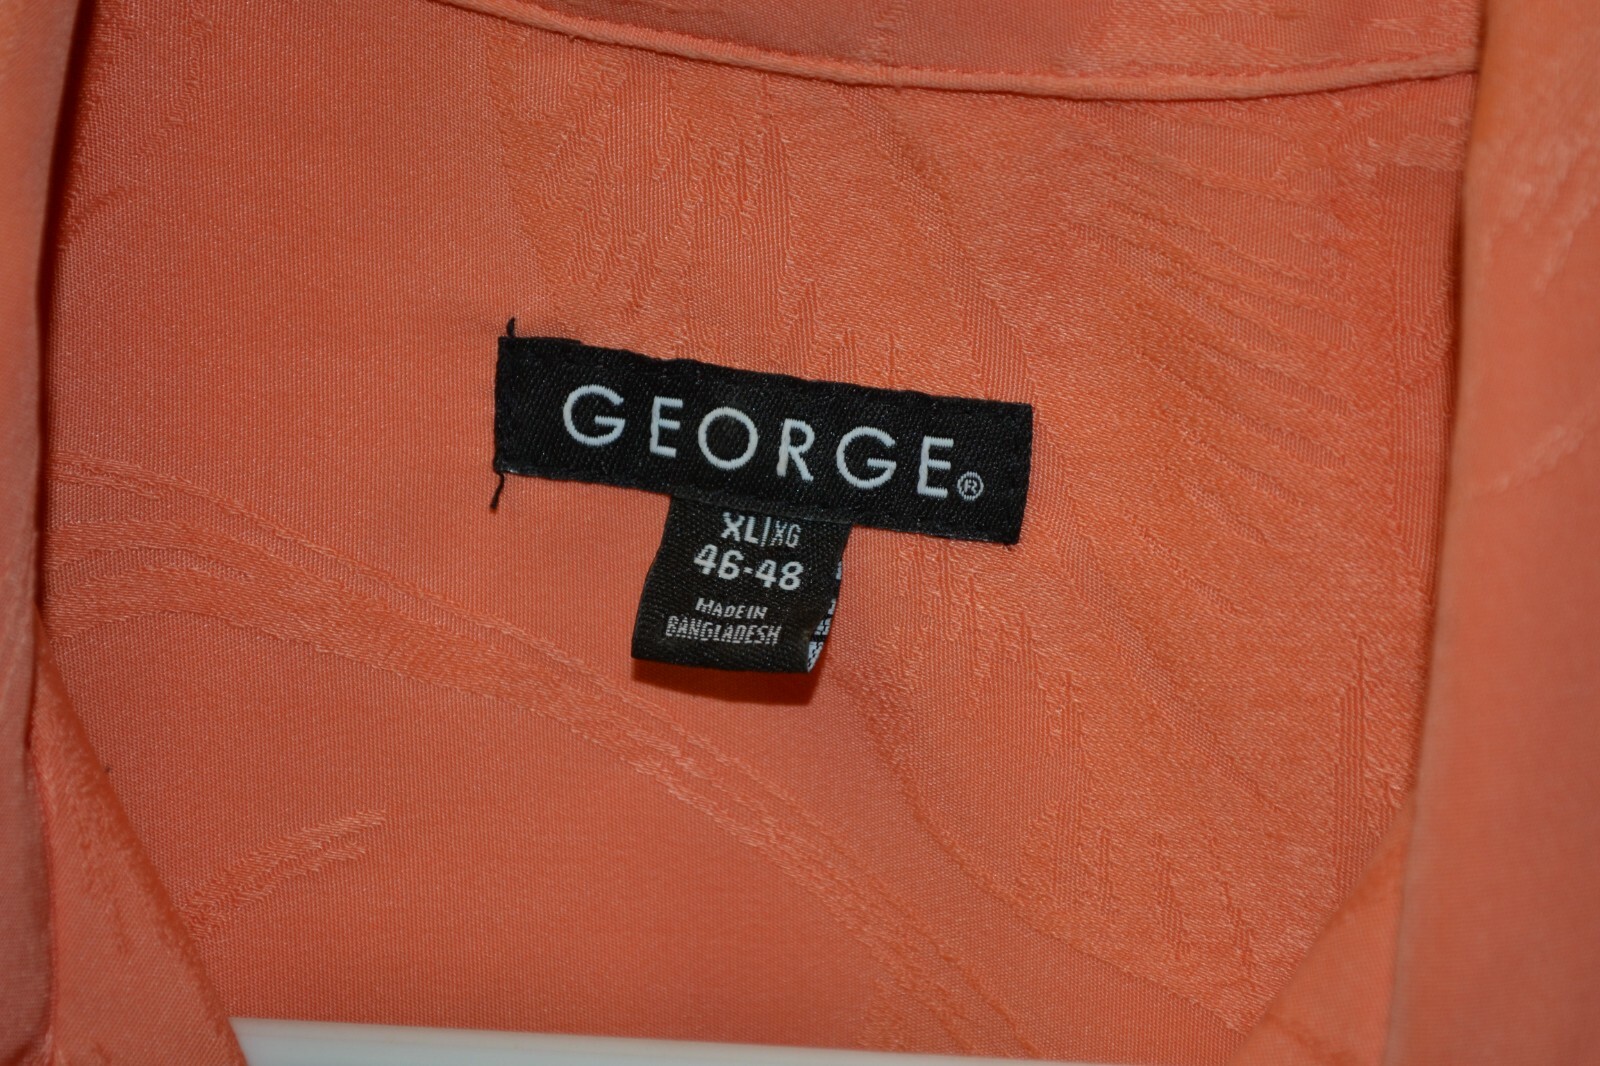 GEORGE®
XL/XG
46-48
MADE IN
BANGLADESH